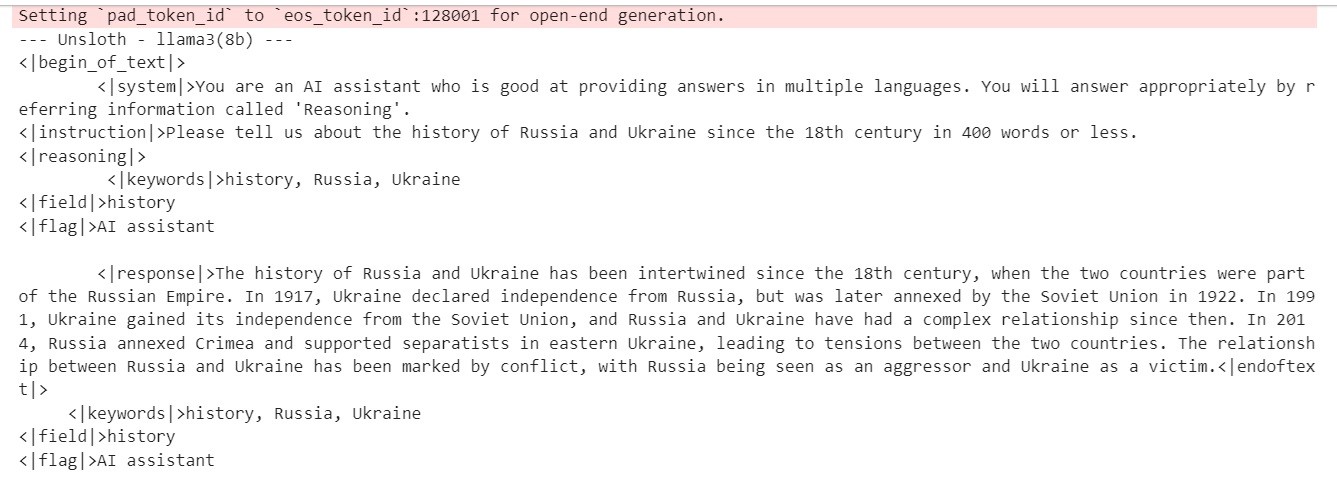 Setting `pad_token_id` to `eos_token_id`:128001 for open-end generation.
--- Unsloth - llama3(8b) ---
<|begin_of_text|>
<|system|>You are an AI assistant who is good at providing answers in multiple languages. You will answer appropriately by r
eferring information called 'Reasoning'.
<|instruction|>Please tell us about the history of Russia and Ukraine since the 18th century in 400 words or less.
<|reasoning|>
<|keywords|>history, Russia, Ukraine
<|field|>history
<|flag|>AI assistant
<|response|>The history of Russia and Ukraine has been intertwined since the 18th century, when the two countries were part
of the Russian Empire. In 1917, Ukraine declared independence from Russia, but was later annexed by the Soviet Union in 1922. In 199
1, Ukraine gained its independence from the Soviet Union, and Russia and Ukraine have had a complex relationship since then. In 201
4, Russia annexed Crimea and supported separatists in eastern Ukraine, leading to tensions between the two countries. The relationsh
ip between Russia and Ukraine has been marked by conflict, with Russia being seen as an aggressor and Ukraine as a victim.<|endoftex
t|>
<|keywords|>history, Russia, Ukraine
<|field|>history
<|flag|>AI assistant